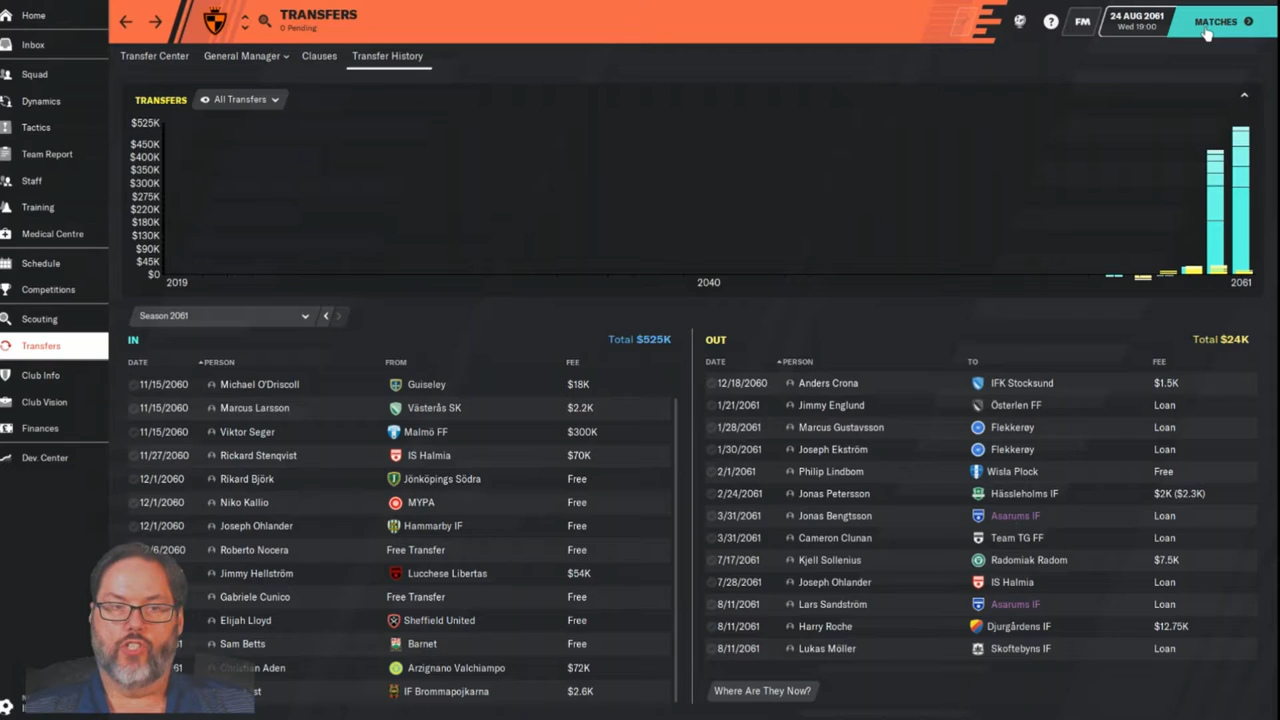 Home
TRANSFERS
0 Pending
FM
24 AUG 2061
Wed 19:00
MATCHES
Inbox
Transfer Center
General Manager
Clauses
Transfer History
Squad
Dynamics
Tactics
Team Report
Staff
Training
Medical Centre
Schedule
Competitions
Scouting
Transfers
Club Info
Club Vision
Finances
Dev. Center
TRANSFERS
All Transfers
$525K
$450K
$400K
$350K
$300K
$275K
$220K
$180K
$130K
$90K
$45K
$0
2019
2040
2061
Season 2061
IN
Total $525K
DATE PERSON FROM FEE
11/15/2060 Michael O'Driscoll Guiseley $18K
11/15/2060 Marcus Larsson Västerås SK $2.2K
11/15/2060 Viktor Seger Malmö FF $300K
11/27/2060 Rickard Stenqvist IS Halmia $70K
12/1/2060 Rikard Björk Jönköpings Södra Free
12/1/2060 Niko Kallio MYPA Free
12/1/2060 Joseph Ohlander Hammarby IF Free
/6/2060 Roberto Nocera Free Transfer Free
Jimmy Hellström Lucchese Libertas $54K
Gabriele Cunico Free Transfer Free
Elijah Lloyd Sheffield United Free
Sam Betts Barnet Free
Christian Aden Arzignano Valchiampo $72K
IF Brommapojkarna $2.6K
OUT
Total $24K
DATE PERSON TO FEE
12/18/2060 Anders Crona IFK Stocksund $1.5K
1/21/2061 Jimmy Englund Österlen FF Loan
1/28/2061 Marcus Gustavsson Flekkerøy Loan
1/30/2061 Joseph Ekström Flekkerøy Loan
2/1/2061 Philip Lindbom Wisla Plock Free
2/24/2061 Jonas Petersson Hässleholms IF $2K ($2.3K)
3/31/2061 Jonas Bengtsson Asarums IF Loan
3/31/2061 Cameron Clunan Team TG FF Loan
7/17/2061 Kjell Sollenius Radomiak Radom $7.5K
7/28/2061 Joseph Ohlander IS Halmia Loan
8/11/2061 Lars Sandström Asarums IF Loan
8/11/2061 Harry Roche Djurgårdens IF $12.75K
8/11/2061 Lukas Möller Skoftebyns IF Loan
Where Are They Now?